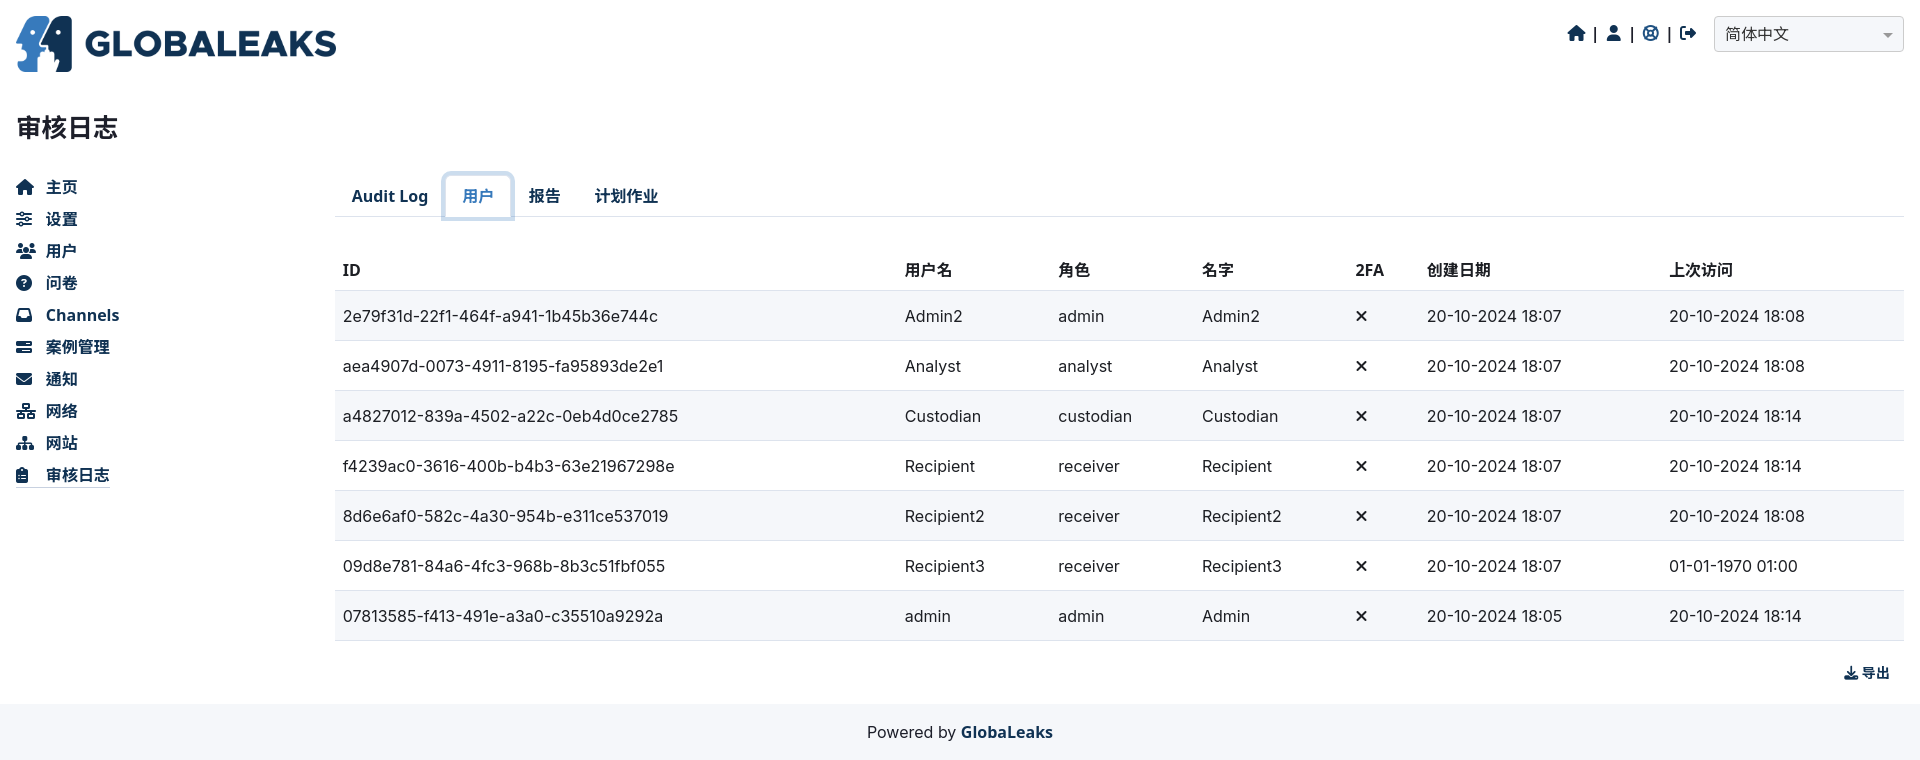 GLOBALEAKS
| | | 简体中文
审核日志
主页
设置
用户
问卷
Channels
案例管理
通知
网络
网站
审核日志
Audit Log 用户 报告 计划作业
ID 用户名 角色 名字 2FA 创建日期 上次访问
2e79f31d-22f1-464f-a941-1b45b36e744c Admin2 admin Admin2 20-10-2024 18:07 20-10-2024 18:08
aea4907d-0073-4911-8195-fa95893de2e1 Analyst analyst Analyst 20-10-2024 18:07 20-10-2024 18:08
a4827012-839a-4502-a22c-0eb4d0ce2785 Custodian custodian Custodian 20-10-2024 18:07 20-10-2024 18:14
f4239ac0-3616-400b-b4b3-63e21967298e Recipient receiver Recipient 20-10-2024 18:07 20-10-2024 18:14
8d6e6af0-582c-4a30-954b-e311ce537019 Recipient2 receiver Recipient2 20-10-2024 18:07 20-10-2024 18:08
09d8e781-84a6-4fc3-968b-8b3c51fbf055 Recipient3 receiver Recipient3 20-10-2024 18:07 01-01-1970 01:00
07813585-f413-491e-a3a0-c35510a9292a admin admin Admin 20-10-2024 18:05 20-10-2024 18:14
导出
Powered by GlobaLeaks